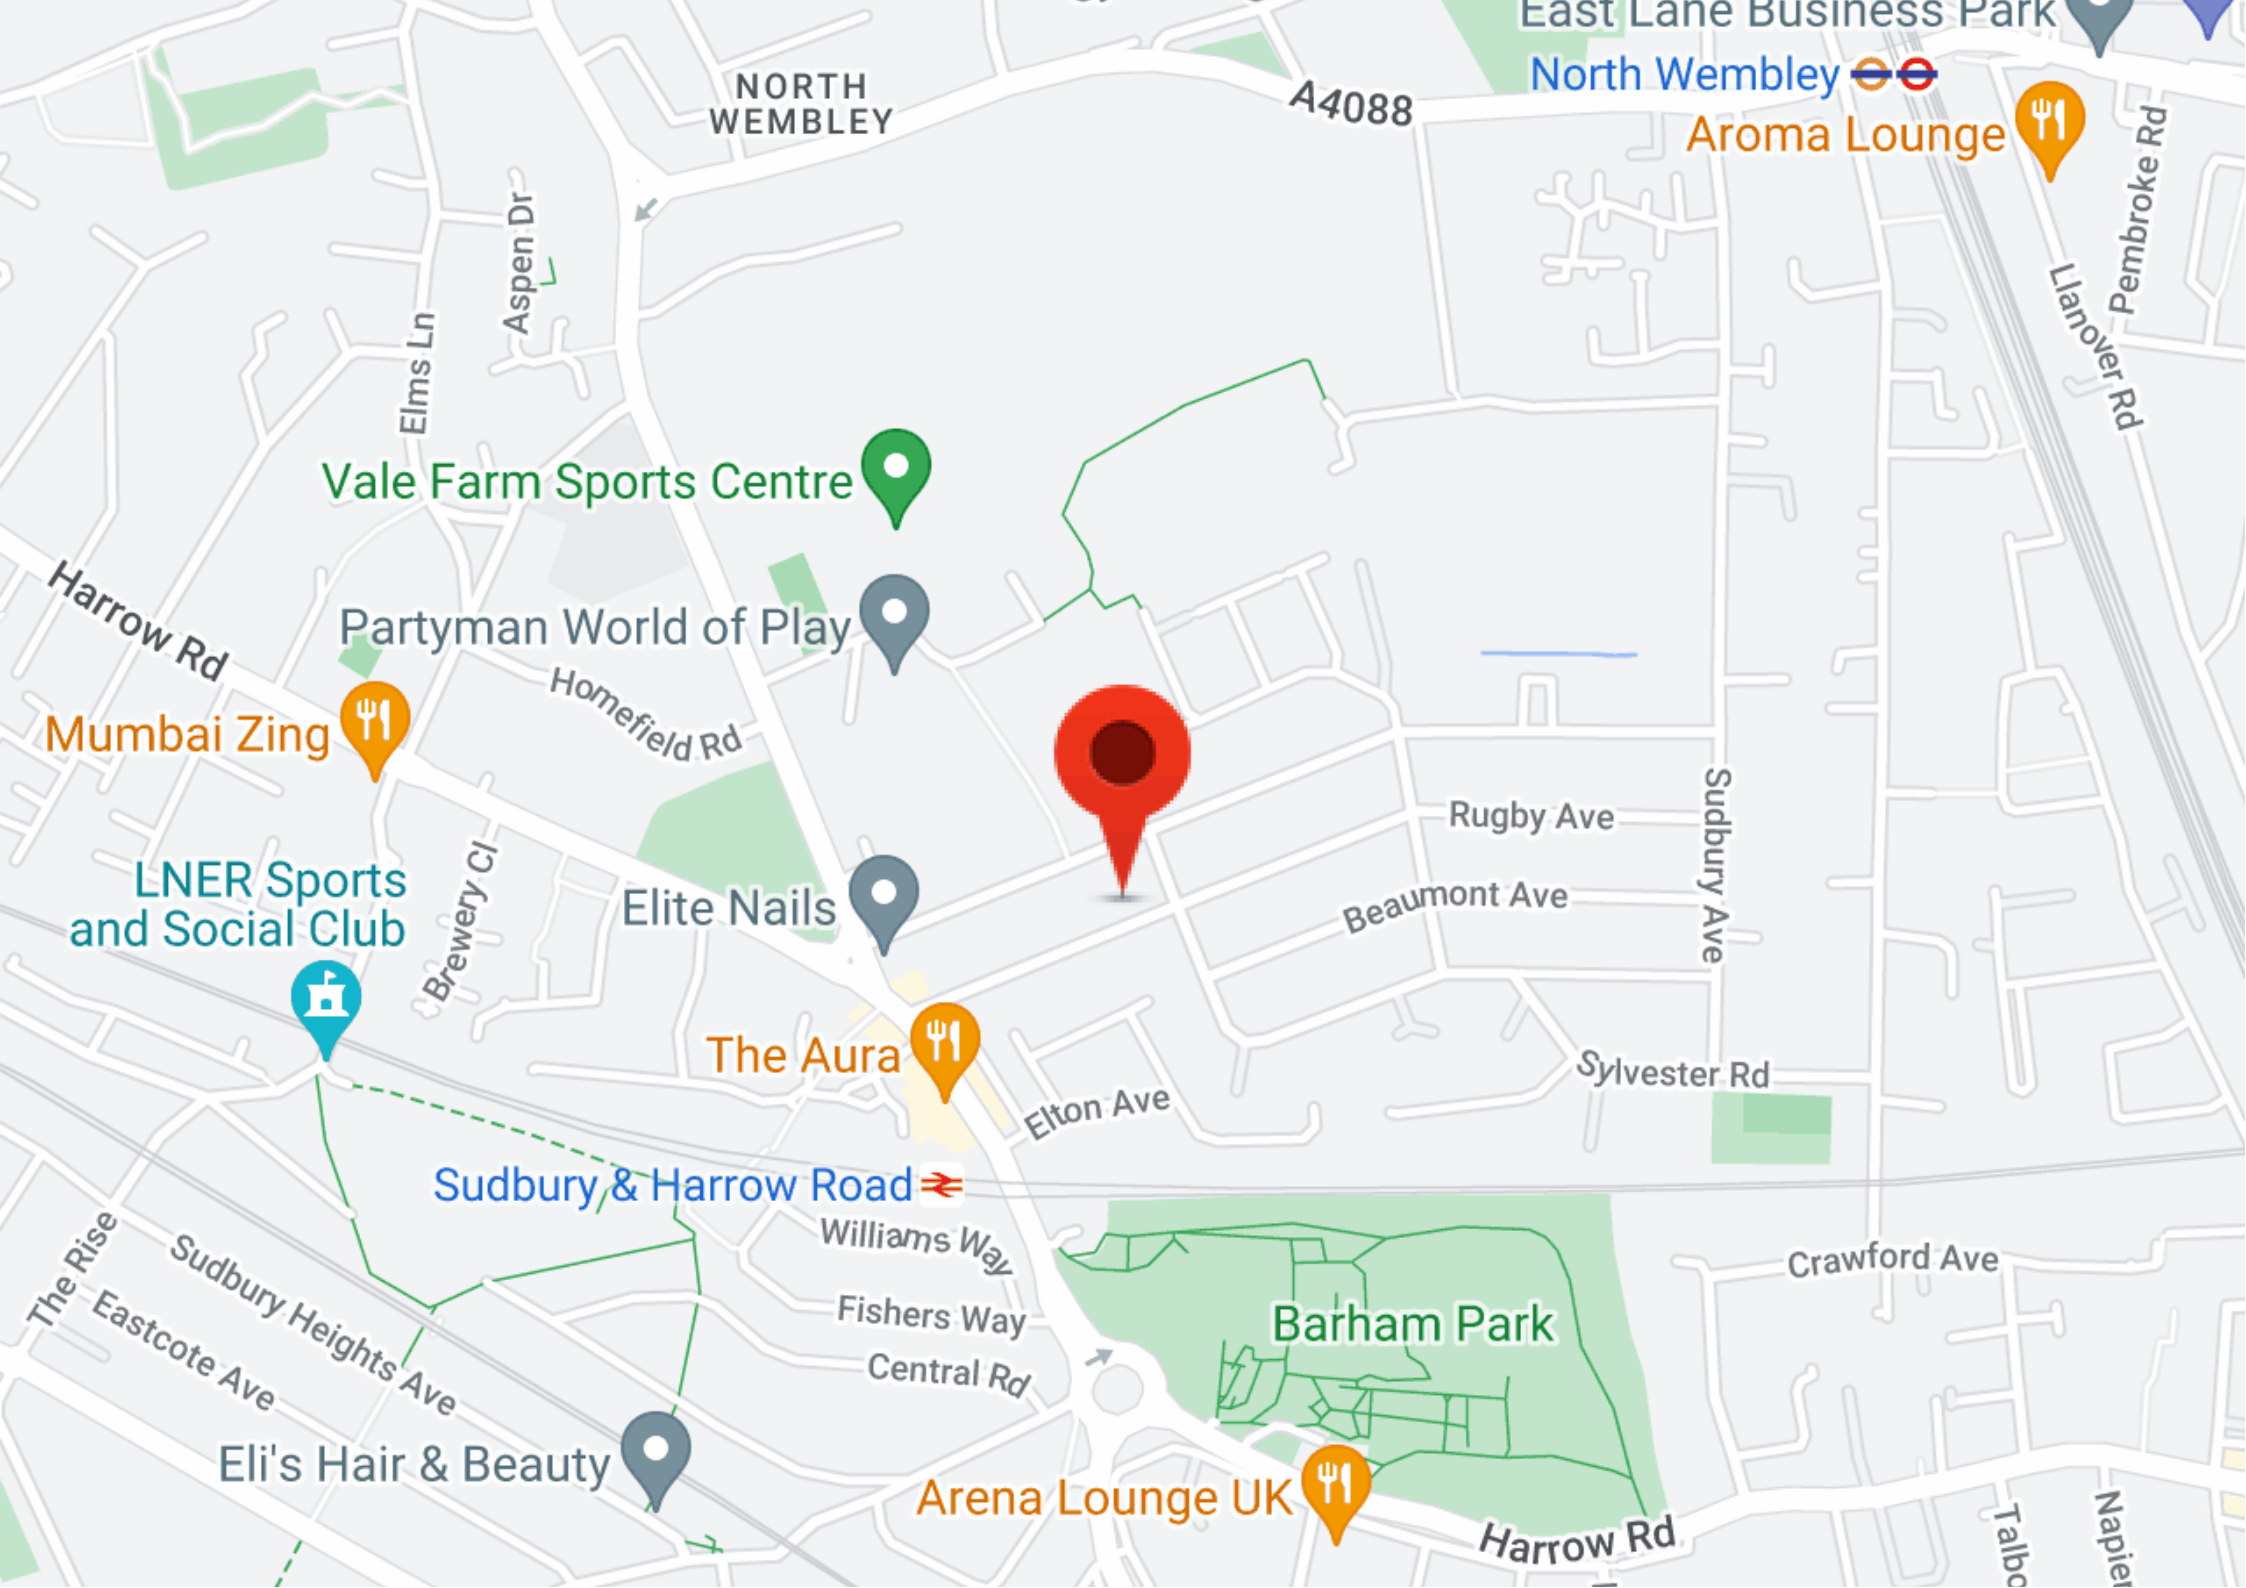 East Lane Business Park
North Wembley
NORTH
WEMBLEY
A4088
Aroma Lounge
Pembroke Rd
Aspen Dr
Llanover Rd
Elms Ln
Vale Farm Sports Centre
Harrow Rd
Partyman World of Play
Homefield Rd
Mumbai Zing
Rugby Ave
Sudbury Ave
LNER Sports
and Social Club
Brewery Cl
Elite Nails
Beaumont Ave
The Aura
Elton Ave
Sylvester Rd
Sudbury & Harrow Road
Williams Way
The Rise
Sudbury Heights Ave
Eastcote Ave
Fishers Way
Central Rd
Barham Park
Crawford Ave
Eli's Hair & Beauty
Arena Lounge UK
Harrow Rd
Talbo
Napier